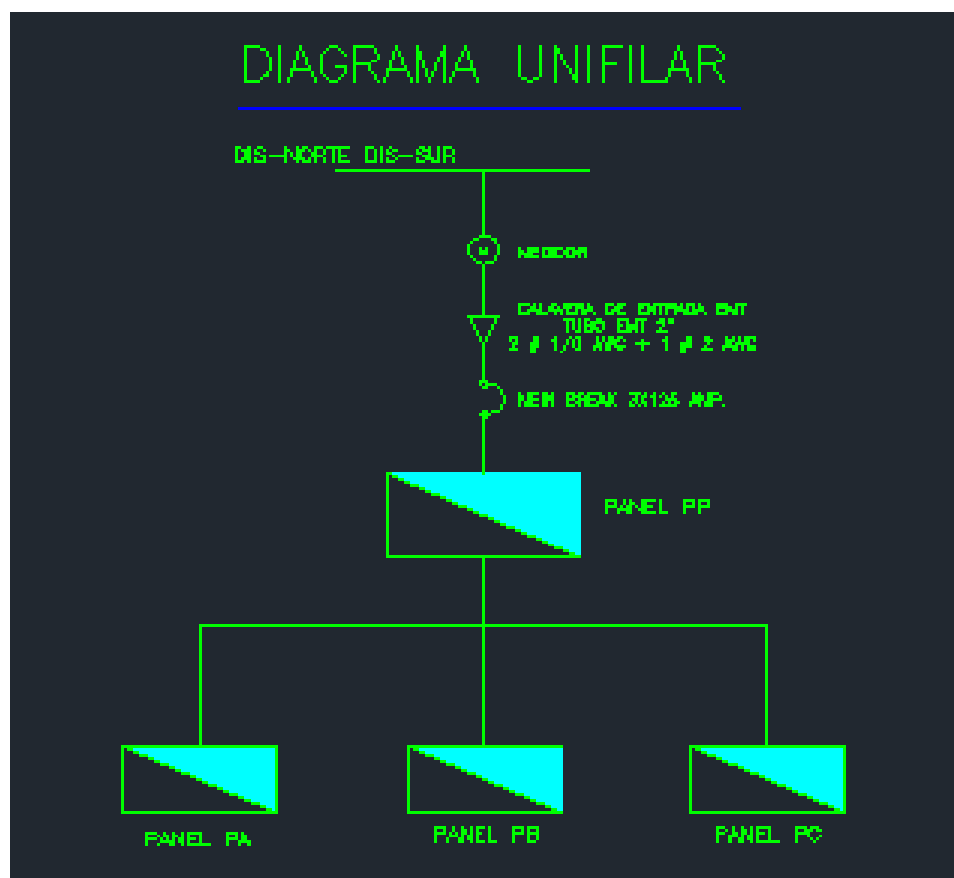 DIAGRAMA UNIFILAR
DIS-NORTE DIS-SUR
M
MEDIDOR
CALAVERA DE ENTRADA EMT
TUBO EMT 2"
2 # 1/0 AWG + 1 # 2 AWG
MEIN BREAK 2X125 AMP.
PANEL PP
PANEL PA
PANEL PB
PANEL PC